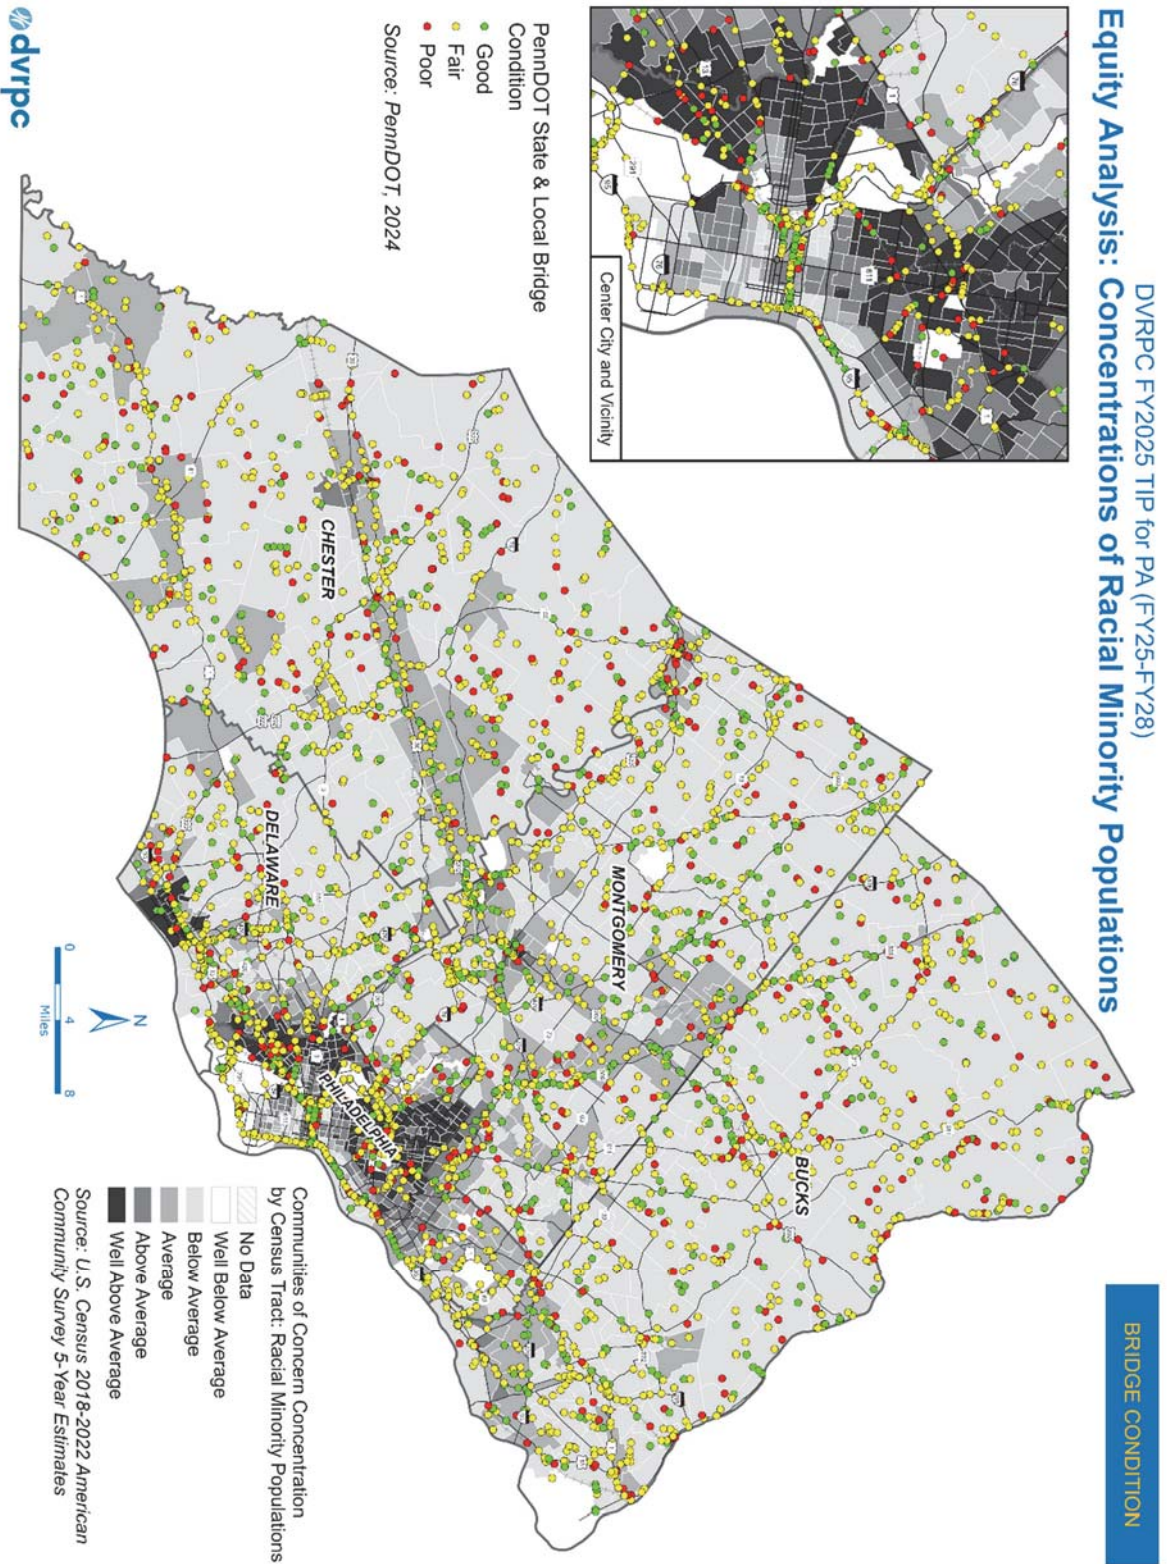 DVRPC FY2025 TIP for PA (FY25-FY28)
Equity Analysis: Concentrations of Racial Minority Populations
BRIDGE CONDITION
Center City and Vicinity
PennDOT State & Local Bridge
Condition
Good
Fair
Poor
Source: PennDOT, 2024
CHESTER
DELAWARE
MONTGOMERY
PHILADELPHIA
BUCKS
N
0
4
8
Miles
Communities of Concern Concentration
by Census Tract: Racial Minority Populations
No Data
Well Below Average
Below Average
Average
Above Average
Well Above Average
Source: U.S. Census 2018-2022 American
Community Survey 5-Year Estimates
dvrpc